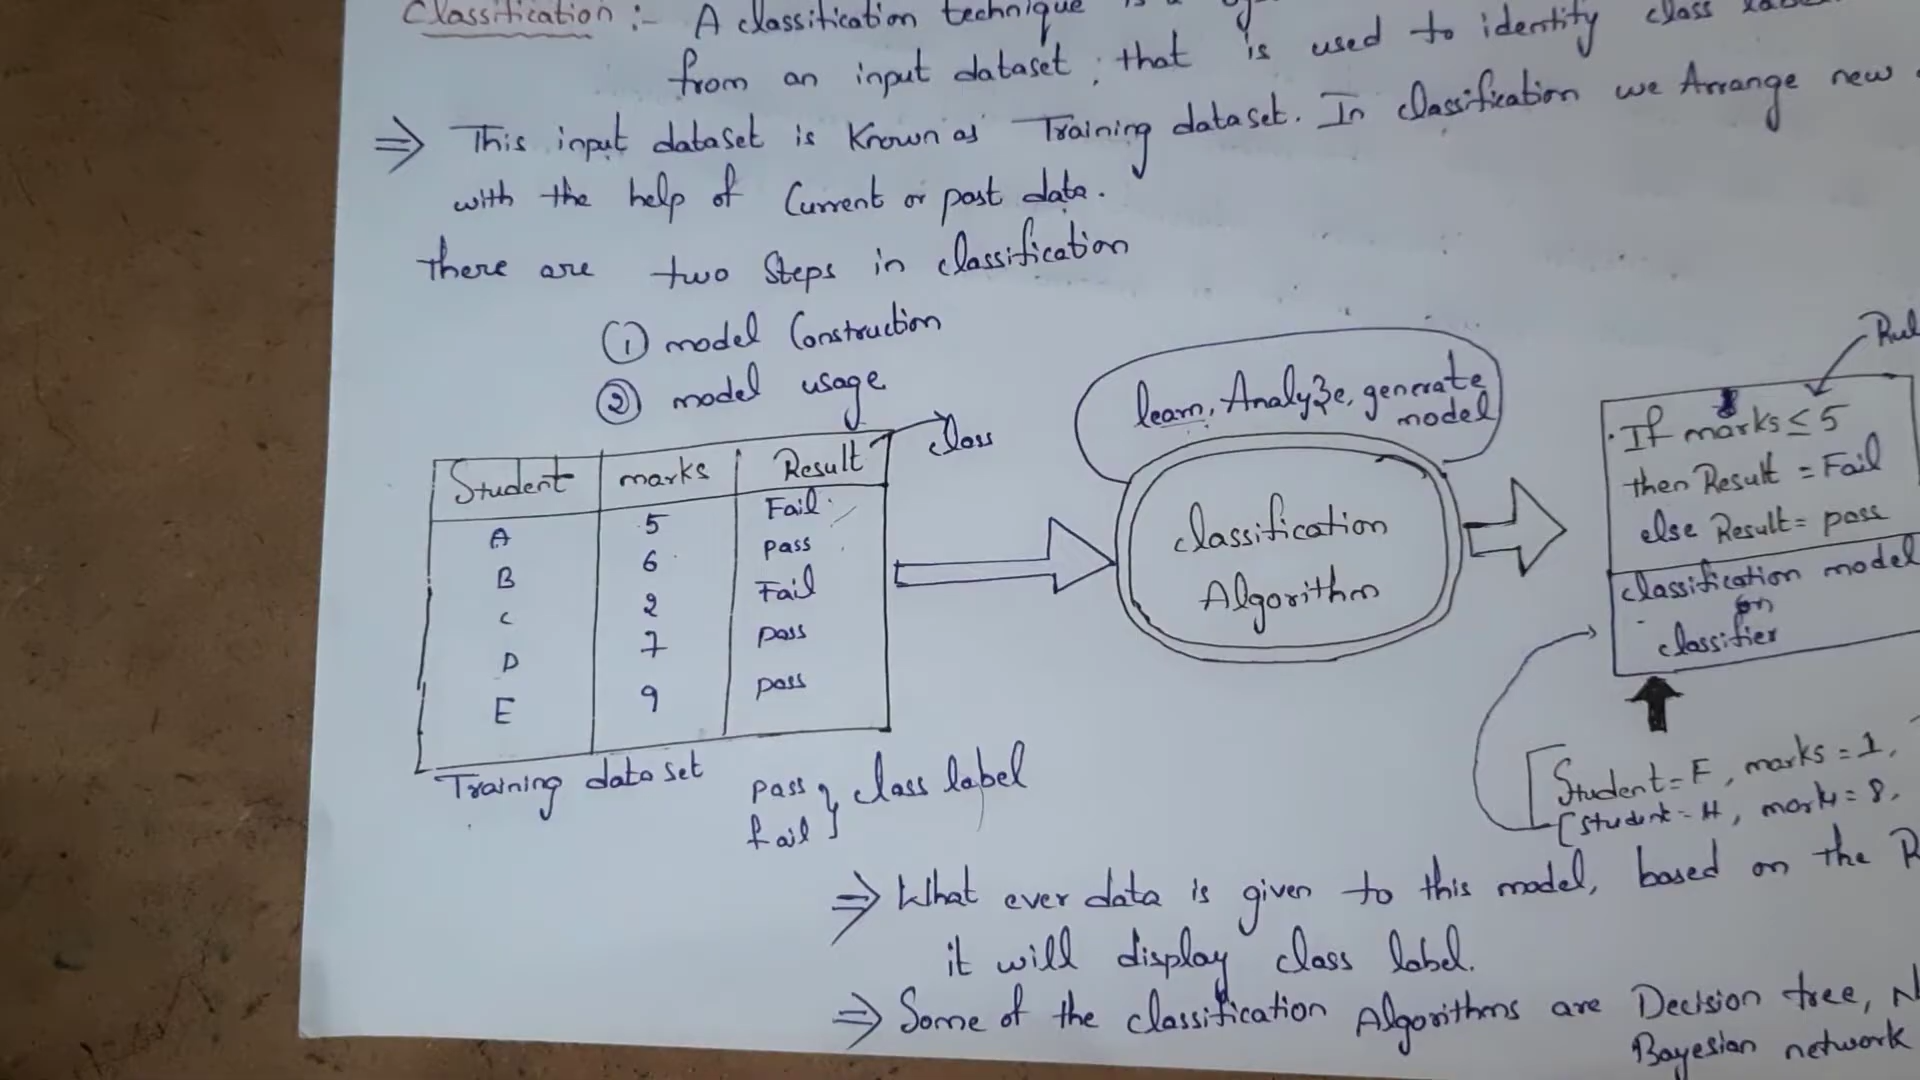 Classification :- A classification technique is a
from an input dataset, that is used to identify class
⇒ This input dataset is Known as Training dataset. In classification we Arrange new
with the help of Current or past data.
there are two Steps in classification
① model Construction
② model usage
class
Student marks Result
A 5 Fail
B 6 pass
C 2 Fail
D 7 pass
E 9 pass
Training data set
pass } class label
fail
learn, Analyze, generate
model
classification
Algorithm
If marks ≤ 5
then Result = Fail
else Result = pass
classification model
or
classifier
[Student = F, marks = 1,
[Student = H, mark = 8,
⇒ What ever data is given to this model, based on the
it will display class label.
⇒ Some of the classification Algorithms are Decision tree,
Bayesian network